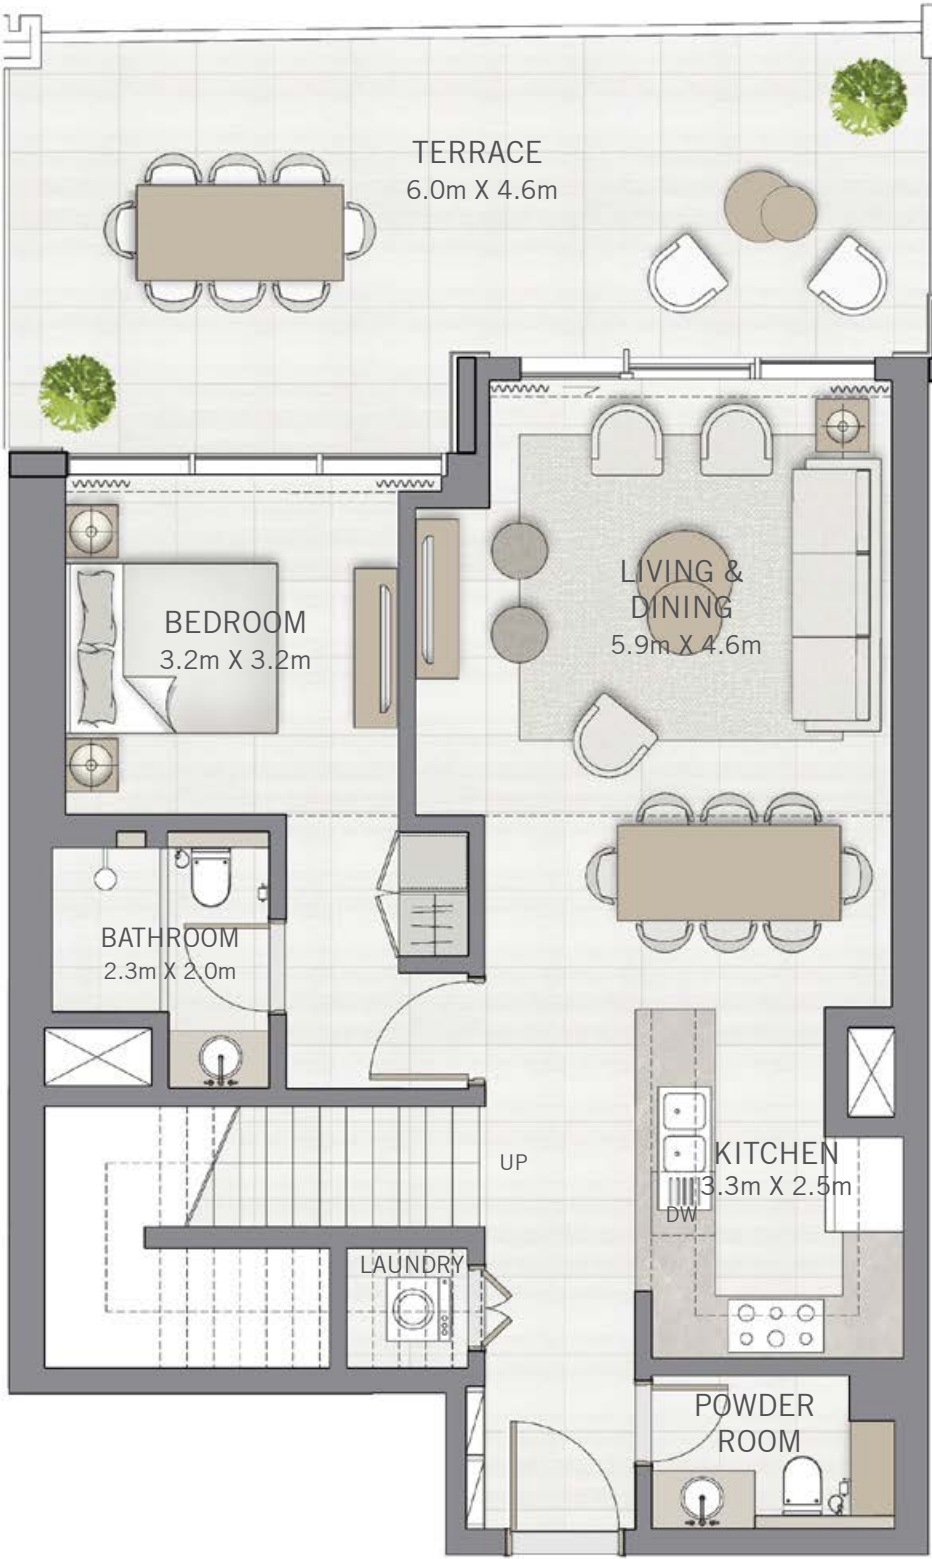 TERRACE
6.0m X 4.6m
LIVING &
DINING
5.9m X 4.6m
BEDROOM
3.2m X 3.2m
BATHROOM
2.3m X 2.0m
UP
KITCHEN
3.3m X 2.5m
DW
LAUNDRY
POWDER
ROOM